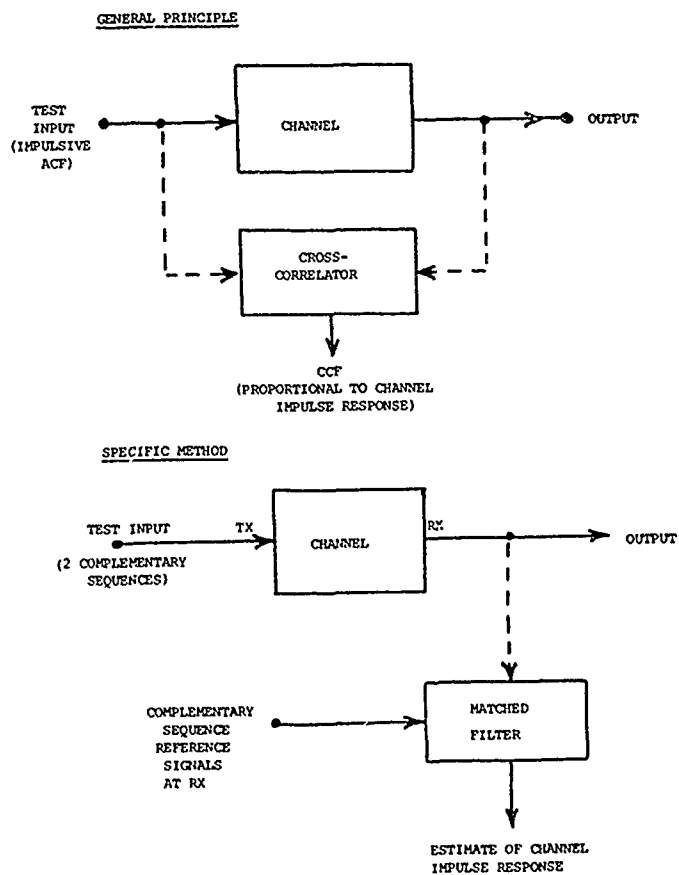 GENERAL PRINCIPLE
TEST
INPUT
(IMPULSIVE
ACF)
CHANNEL
OUTPUT
CROSS-
CORRELATOR
CCF
(PROPORTIONAL TO CHANNEL
IMPULSE RESPONSE)
SPECIFIC METHOD
TEST INPUT
(2 COMPLEMENTARY
SEQUENCES)
TX
CHANNEL
RX
OUTPUT
COMPLEMENTARY
SEQUENCE
REFERENCE
SIGNALS
AT RX
MATCHED
FILTER
ESTIMATE OF CHANNEL
IMPULSE RESPONSE